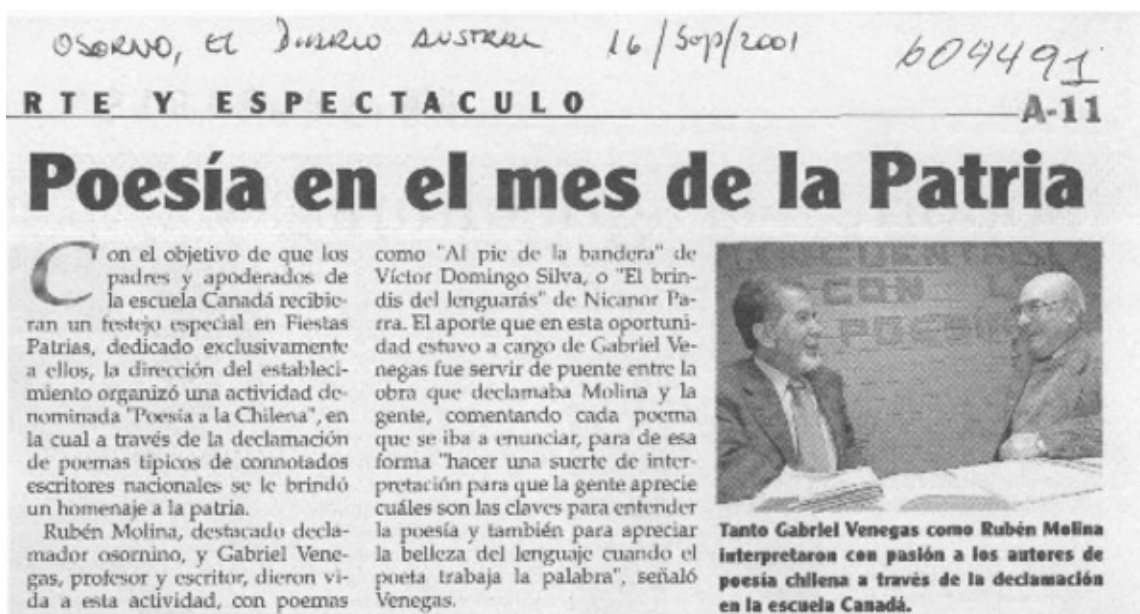 OSORNO, EL DIARIO AUSTRAL 16/Sep/2001 604491
RTE Y ESPECTACULO
A-11
Poesía en el mes de la Patria
Con el objetivo de que los
padres y apoderados de
la escuela Canadá recibie-
ran un festejo especial en Fiestas
Patrias, dedicado exclusivamente
a ellos, la dirección del estableci-
miento organizó una actividad de-
nominada "Poesía a la Chilena", en
la cual a través de la declamación
de poemas típicos de connotados
escritores nacionales se le brindó
un homenaje a la patria.
Rubén Molina, destacado decla-
mador osornino, y Gabriel Vene-
gas, profesor y escritor, dieron vi-
da a esta actividad, con poemas
como "Al pie de la bandera" de
Víctor Domingo Silva, o "El brin-
dis del lenguarás" de Nicanor Pa-
rra. El aporte que en esta oportuni-
dad estuvo a cargo de Gabriel Ve-
negas fue servir de puente entre la
obra que declamaba Molina y la
gente, comentando cada poema
que se iba a enunciar, para de esa
forma "hacer una suerte de inter-
pretación para que la gente aprecie
cuáles son las claves para entender
la poesía y también para apreciar
la belleza del lenguaje cuando el
poeta trabaja la palabra", señaló
Venegas.
CON
Tanto Gabriel Venegas como Rubén Molina
interpretaron con pasión a los autores de
poesía chilena a través de la declamación
en la escuela Canadá.